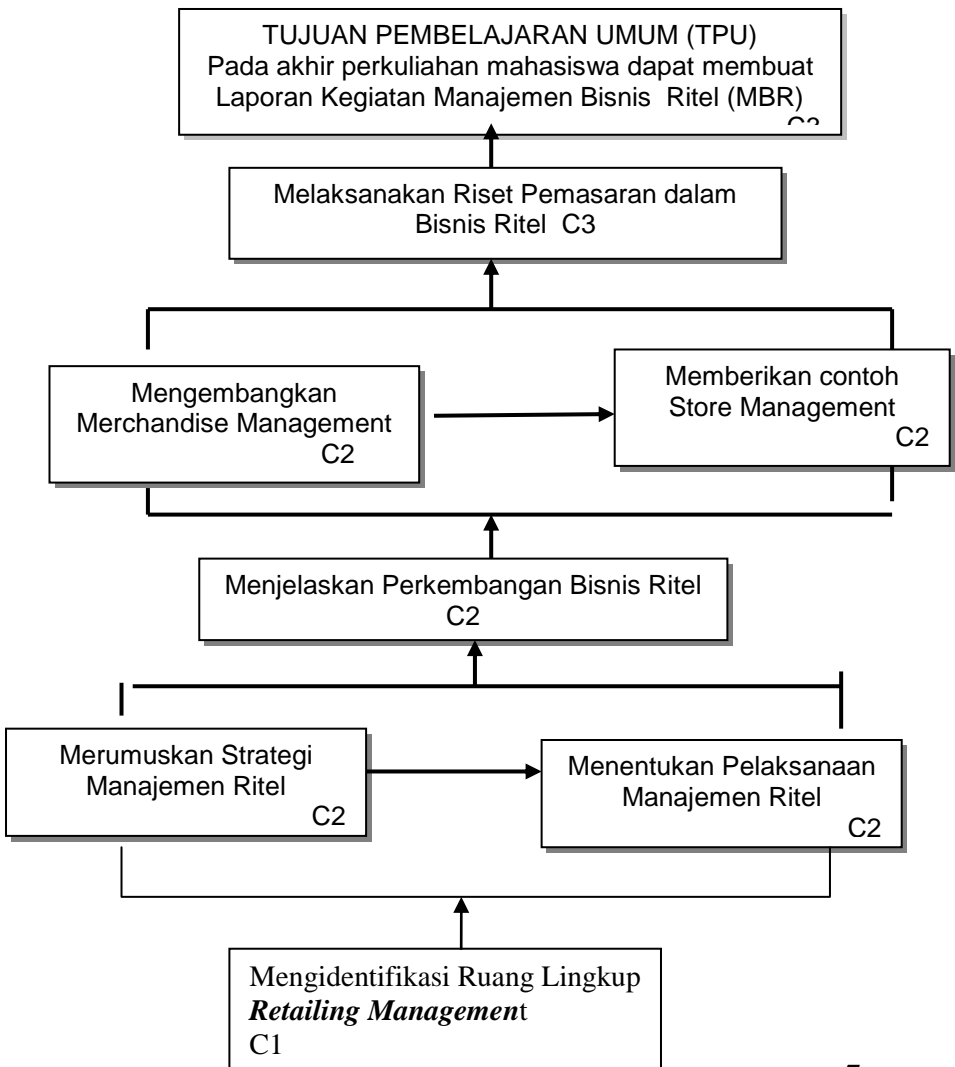 TUJUAN PEMBELAJARAN UMUM (TPU)
Pada akhir perkuliahan mahasiswa dapat membuat
Laporan Kegiatan Manajemen Bisnis Ritel (MBR)
Melaksanakan Riset Pemasaran dalam
Bisnis Ritel C3
Mengembangkan
Merchandise Management
C2
Memberikan contoh
Store Management
C2
Menjelaskan Perkembangan Bisnis Ritel
C2
Merumuskan Strategi
Manajemen Ritel
C2
Menentukan Pelaksanaan
Manajemen Ritel
C2
Mengidentifikasi Ruang Lingkup
Retailing Management
C1